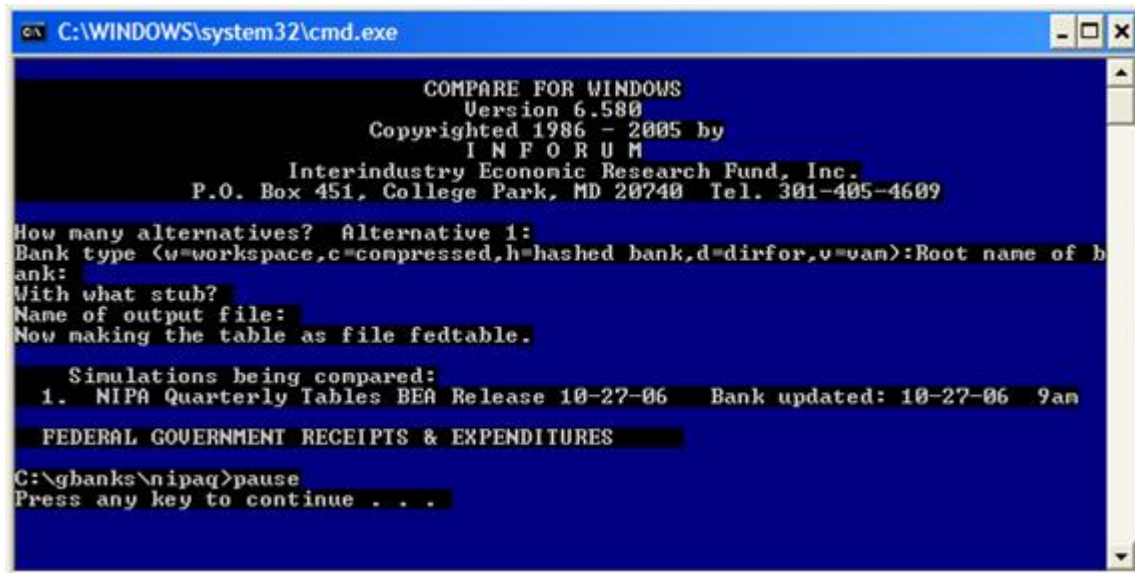 C:\WINDOWS\system32\cmd.exe
COMPARE FOR WINDOWS
Version 6.580
Copyrighted 1986 - 2005 by
I N F O R U M
Interindustry Economic Research Fund, Inc.
P.O. Box 451, College Park, MD 20740  Tel. 301-405-4609
How many alternatives?  Alternative 1:
Bank type (w=workspace,c=compressed,h=hashed bank,d=dirfor,v=vam):Root name of b
ank:
With what stub?
Name of output file:
Now making the table as file fedtable.
Simulations being compared:
1.  NIPA Quarterly Tables BEA Release 10-27-06   Bank updated: 10-27-06  9am
FEDERAL GOVERNMENT RECEIPTS & EXPENDITURES
C:\gbanks\nipaq>pause
Press any key to continue . . .